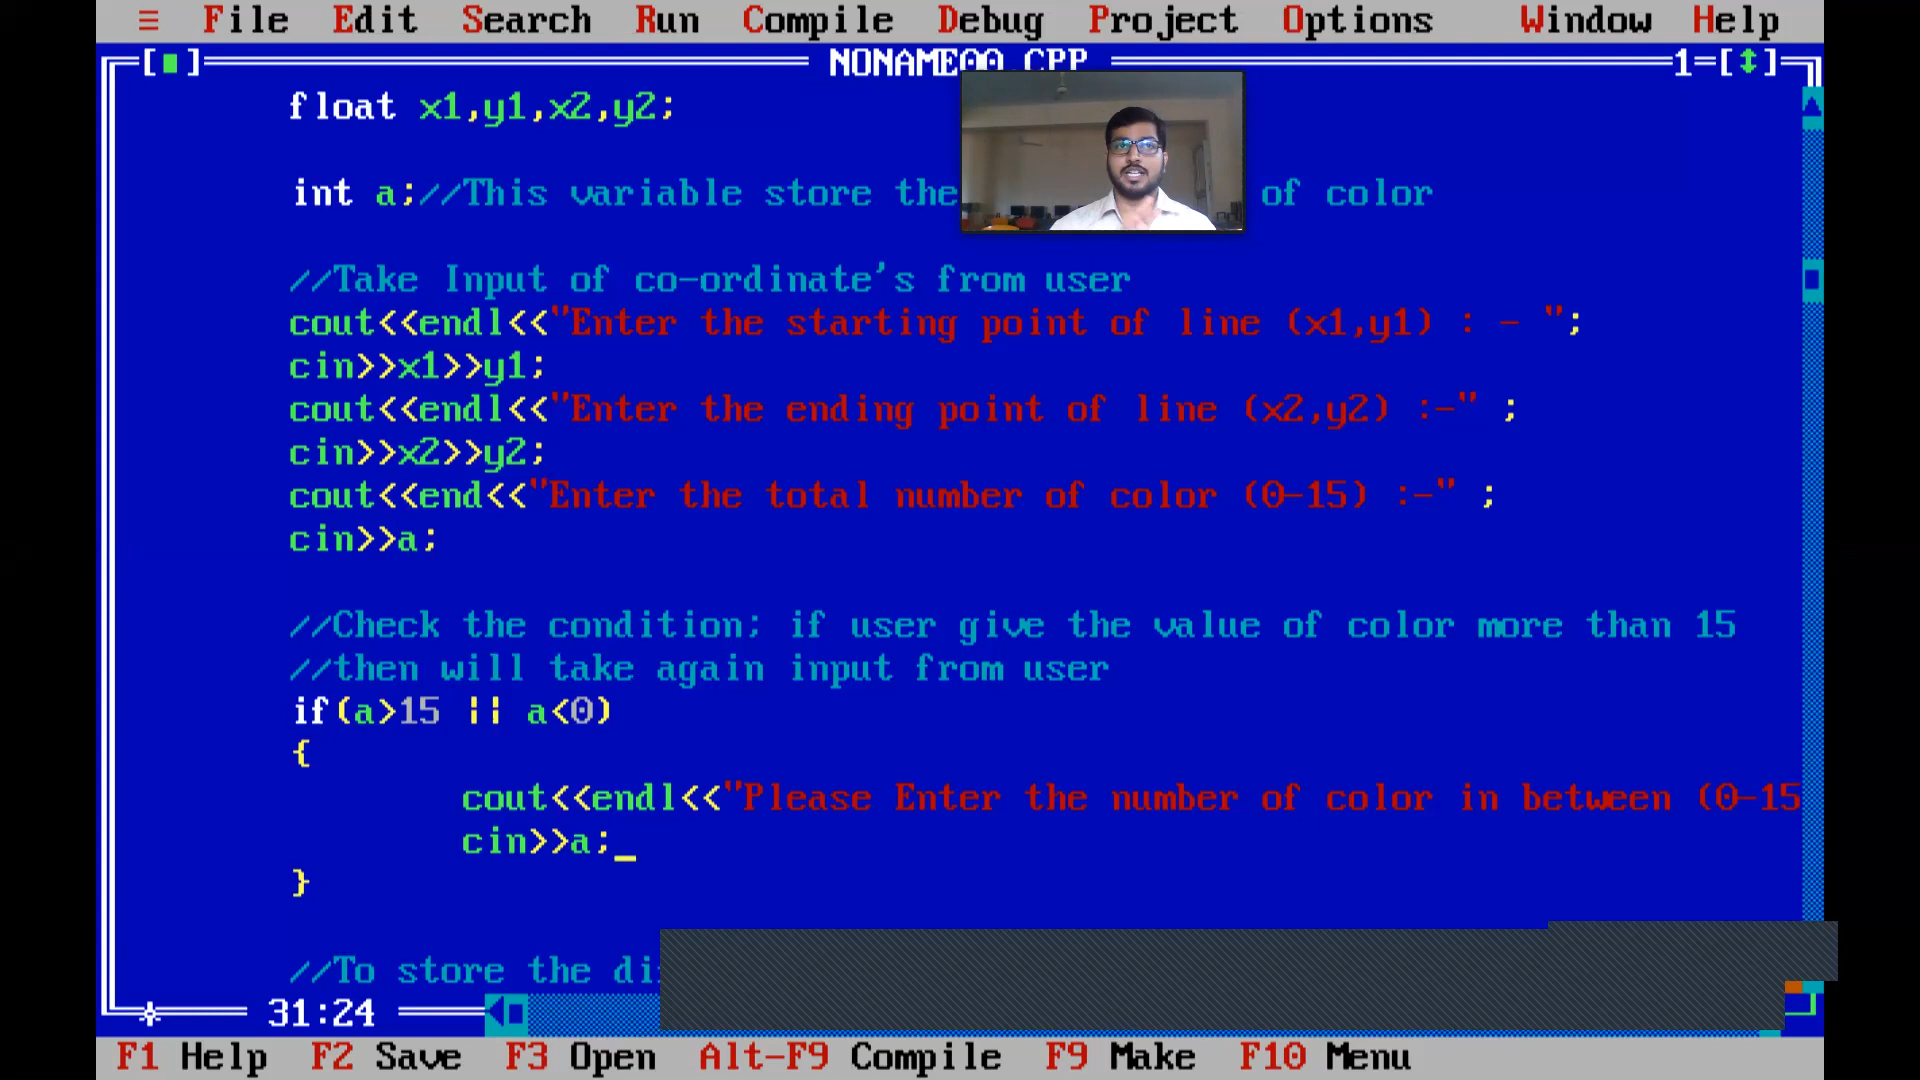 ≡ File Edit Search Run Compile Debug Project Options Window Help
[■] NONAME00.CPP 1=[↕]
float x1,y1,x2,y2;
int a;//This variable store the of color
//Take Input of co-ordinate's from user
cout<<endl<<"Enter the starting point of line (x1,y1) : - ";
cin>>x1>>y1;
cout<<endl<<"Enter the ending point of line (x2,y2) :-" ;
cin>>x2>>y2;
cout<<end<<"Enter the total number of color (0-15) :-" ;
cin>>a;
//Check the condition; if user give the value of color more than 15
//then will take again input from user
if(a>15 || a<0)
{
cout<<endl<<"Please Enter the number of color in between (0-15
cin>>a;_
}
//To store the
31:24
F1 Help F2 Save F3 Open Alt-F9 Compile F9 Make F10 Menu